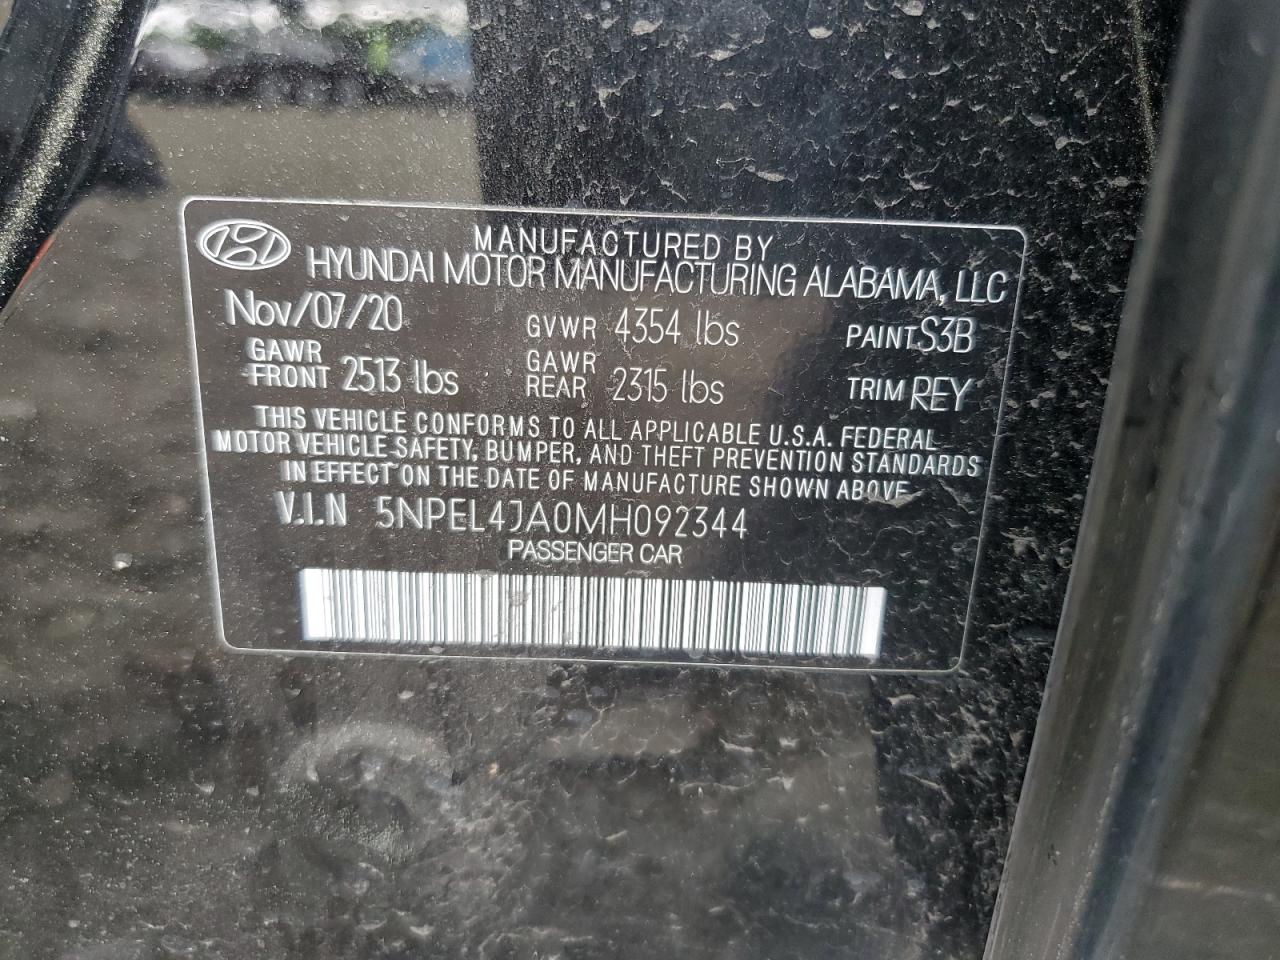 MANUFACTURED BY
HYUNDAI MOTOR MANUFACTURING ALABAMA, LLC
Nov/07/20 GVWR 4354 lbs PAINT S3B
GAWR FRONT 2513 lbs GAWR REAR 2315 lbs TRIM REY
THIS VEHICLE CONFORMS TO ALL APPLICABLE U.S.A. FEDERAL
MOTOR VEHICLE SAFETY, BUMPER, AND THEFT PREVENTION STANDARDS
IN EFFECT ON THE DATE OF MANUFACTURE SHOWN ABOVE.
V.I.N 5NPEL4JA0MH092344
PASSENGER CAR